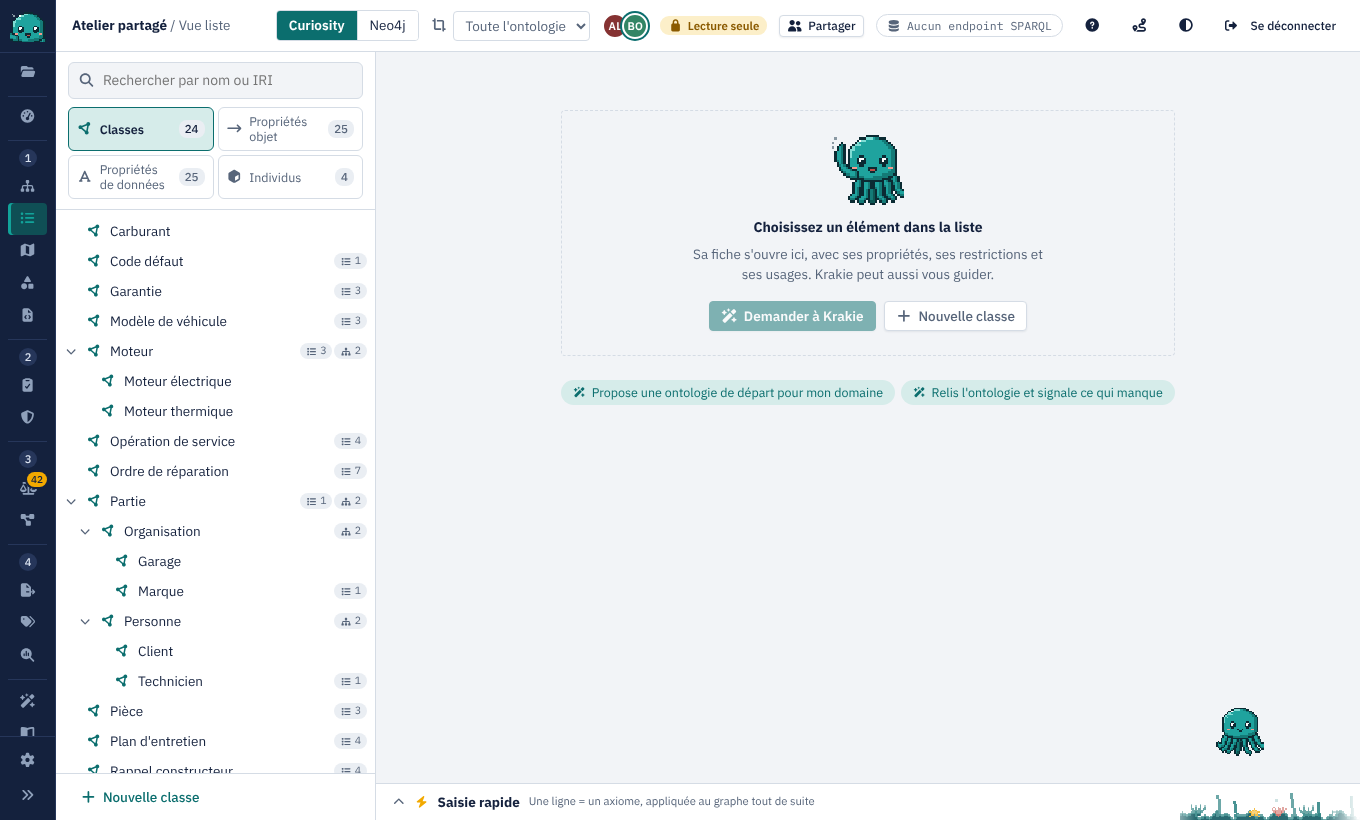 Atelier partagé / Vue liste
Curiosity
Neo4j
Toute l'ontologie
AL
BO
Lecture seule
Partager
Aucun endpoint SPARQL
Se déconnecter
Rechercher par nom ou IRI
Classes 24
Propriétés objet 25
Propriétés de données 25
Individus 4
1
2
3
42
4
Carburant
Code défaut 1
Garantie 3
Modèle de véhicule 3
Moteur 3 2
Moteur électrique
Moteur thermique
Opération de service 4
Ordre de réparation 7
Partie 1 2
Organisation 2
Garage
Marque 1
Personne 2
Client
Technicien 1
Pièce 3
Plan d'entretien 4
Rappel constructeur 4
Nouvelle classe
Choisissez un élément dans la liste
Sa fiche s'ouvre ici, avec ses propriétés, ses restrictions et
ses usages. Krakie peut aussi vous guider.
Demander à Krakie
Nouvelle classe
Propose une ontologie de départ pour mon domaine
Relis l'ontologie et signale ce qui manque
Saisie rapide
Une ligne = un axiome, appliquée au graphe tout de suite